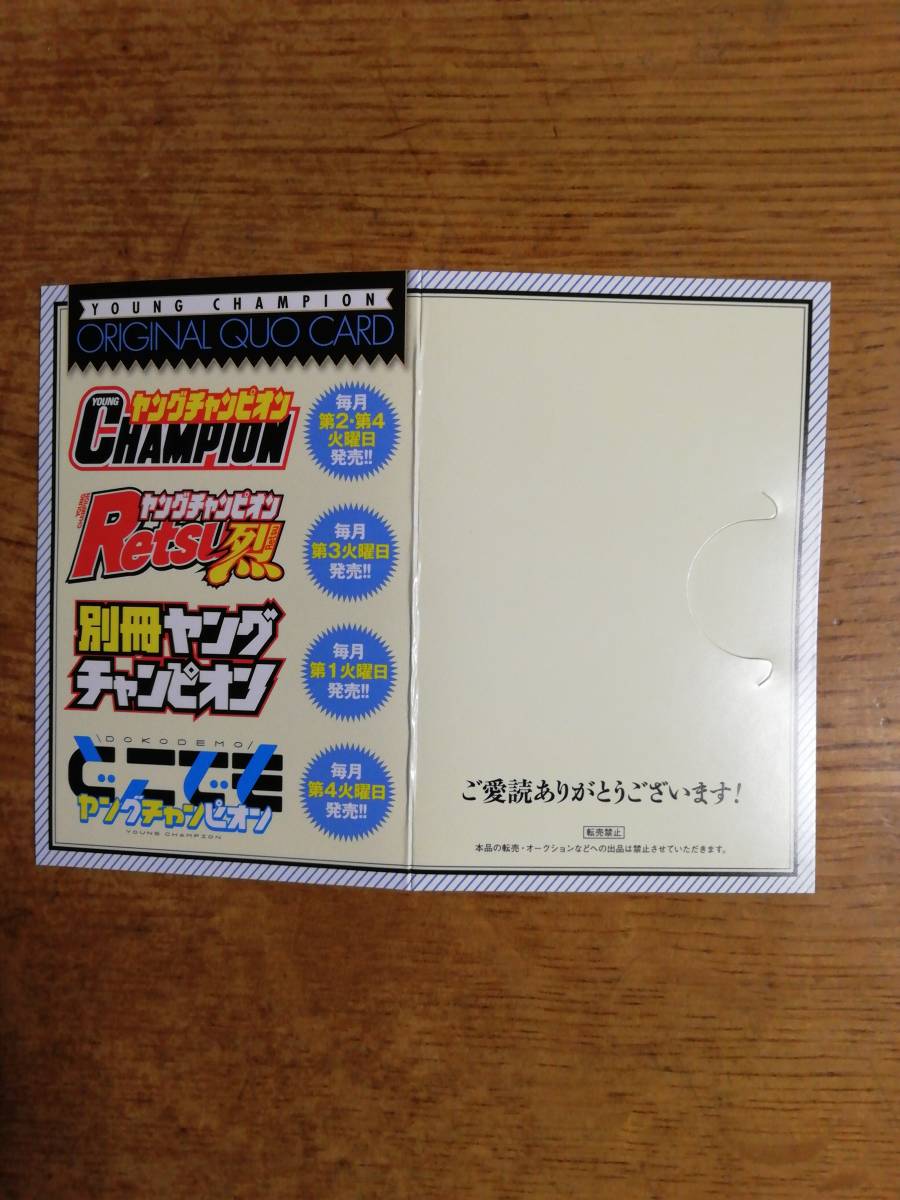 YOUNG CHAMPION
ORIGINAL QUO CARD
YOUNG
ヤングチャンピオン
CHAMPION
毎月
第2・第4
火曜日
発売!!
ヤングチャンピオン
Retsu烈
毎月
第3火曜日
発売!!
別冊ヤング
チャンピオン
毎月
第1火曜日
発売!!
\DOKODEMO/
どこでも
ヤングチャンピオン
YOUNG CHAMPION
毎月
第4火曜日
発売!!
ご愛読ありがとうございます!
転売禁止
本品の転売・オークションなどへの出品は禁止させていただきます。